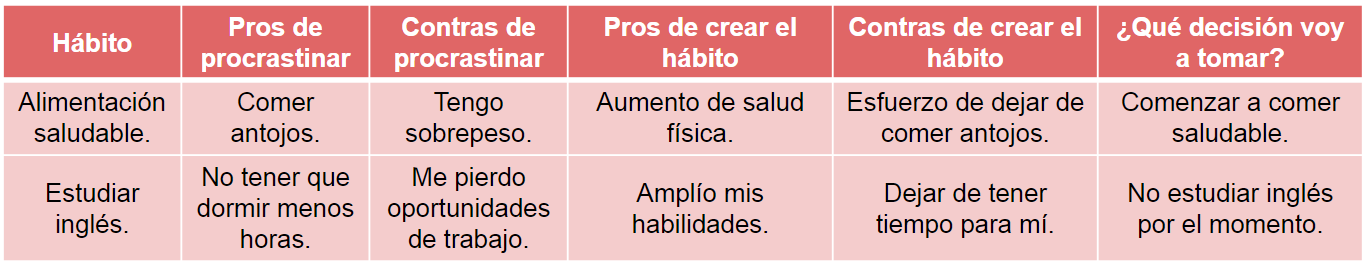 Hábito
Pros de
procrastinar
Contras de
procrastinar
Pros de crear el
hábito
Contras de crear el
hábito
¿Qué decisión voy
a tomar?
Alimentación
saludable.
Comer
antojos.
Tengo
sobrepeso.
Aumento de salud
física.
Esfuerzo de dejar de
comer antojos.
Comenzar a comer
saludable.
Estudiar
inglés.
No tener que
dormir menos
horas.
Me pierdo
oportunidades
de trabajo.
Amplío mis
habilidades.
Dejar de tener
tiempo para mí.
No estudiar inglés
por el momento.